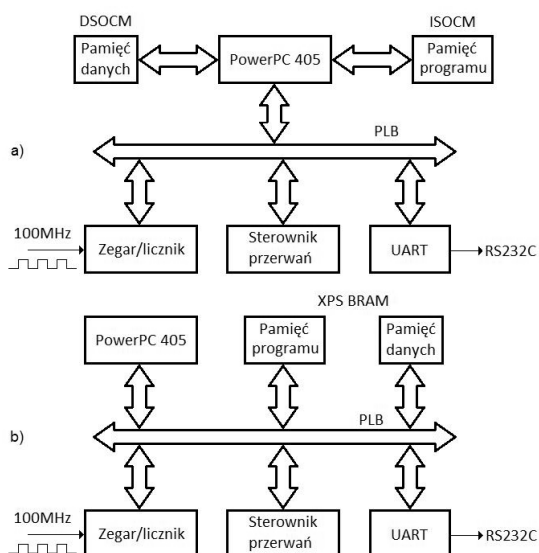 DSOCM
ISOCM
Pamięć
danych
PowerPC 405
Pamięć
programu
PLB
a)
100MHz
Zegar/licznik
Sterownik
przerwań
UART
RS232C
XPS BRAM
PowerPC 405
Pamięć
programu
Pamięć
danych
PLB
b)
100MHz
Zegar/licznik
Sterownik
przerwań
UART
RS232C